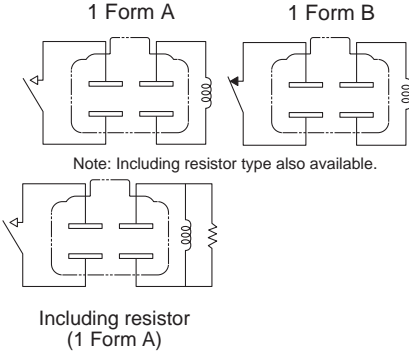 1 Form A
1 Form B
Note: Including resistor type also available.
Including resistor
(1 Form A)